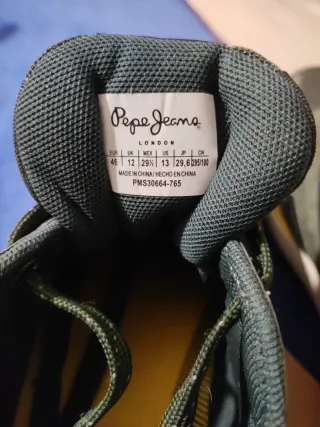 Pepe Jeans
LONDON
EUR UK MEX US JP CN
46 12 29½ 13 29,6 295/100
MADE IN CHINA / HECHO EN CHINA
PMS30664-765